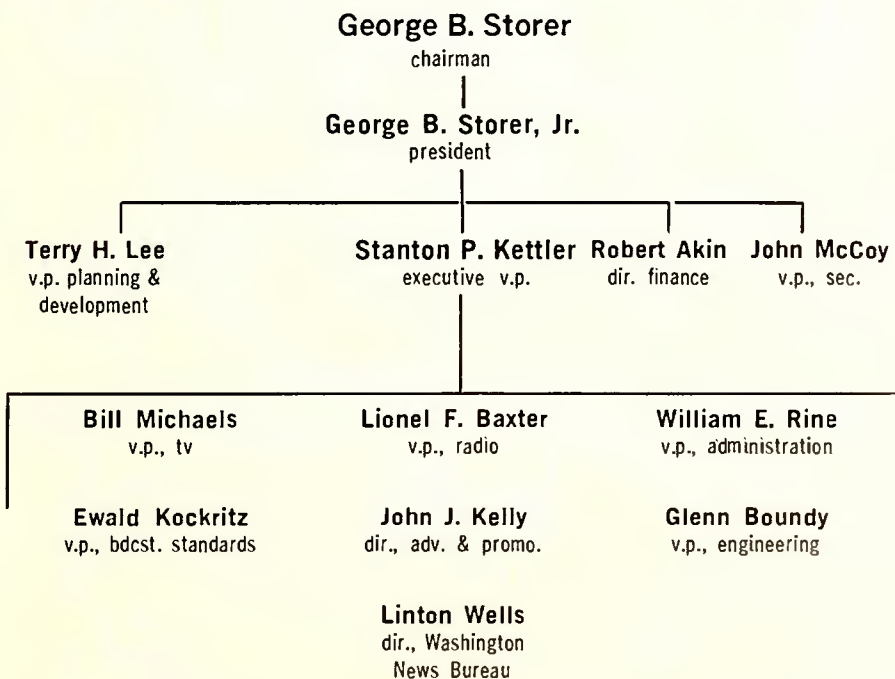 George B. Storer
chairman
George B. Storer, Jr.
president
Terry H. Lee
v.p. planning &
development
Stanton P. Kettler
executive v.p.
Robert Akin
dir. finance
John McCoy
v.p., sec.
Bill Michaels
v.p., tv
Lionel F. Baxter
v.p., radio
William E. Rine
v.p., administration
Ewald Kockritz
v.p., bdcst. standards
John J. Kelly
dir., adv. & promo.
Glenn Boundy
v.p., engineering
Linton Wells
dir., Washington
News Bureau